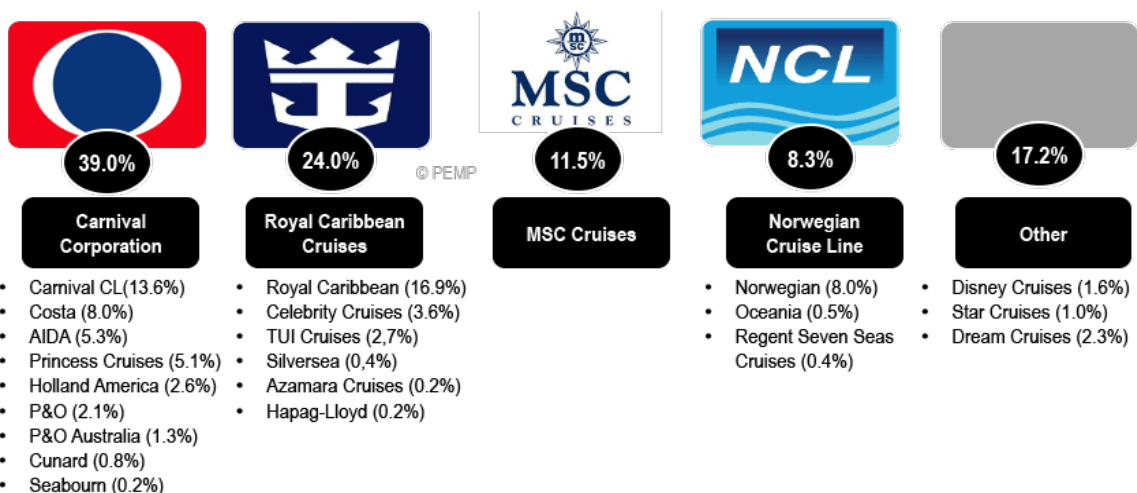 m
SC
MSC
CRUISES
NCL
39.0%
24.0%
© PEMP
11.5%
8.3%
17.2%
Carnival
Corporation
Royal Caribbean
Cruises
MSC Cruises
Norwegian
Cruise Line
Other
• Carnival CL(13.6%)
• Costa (8.0%)
• AIDA (5.3%)
• Princess Cruises (5.1%)
• Holland America (2.6%)
• P&O (2.1%)
• P&O Australia (1.3%)
• Cunard (0.8%)
• Seabourn (0.2%)
• Royal Caribbean (16.9%)
• Celebrity Cruises (3.6%)
• TUI Cruises (2,7%)
• Silversea (0,4%)
• Azamara Cruises (0.2%)
• Hapag-Lloyd (0.2%)
• Norwegian (8.0%)
• Oceania (0.5%)
• Regent Seven Seas
Cruises (0.4%)
• Disney Cruises (1.6%)
• Star Cruises (1.0%)
• Dream Cruises (2.3%)